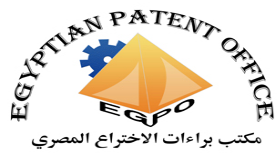 EGYPTIAN PATENT OFFICE
EGPO
مكتب براءات الاختراع المصري